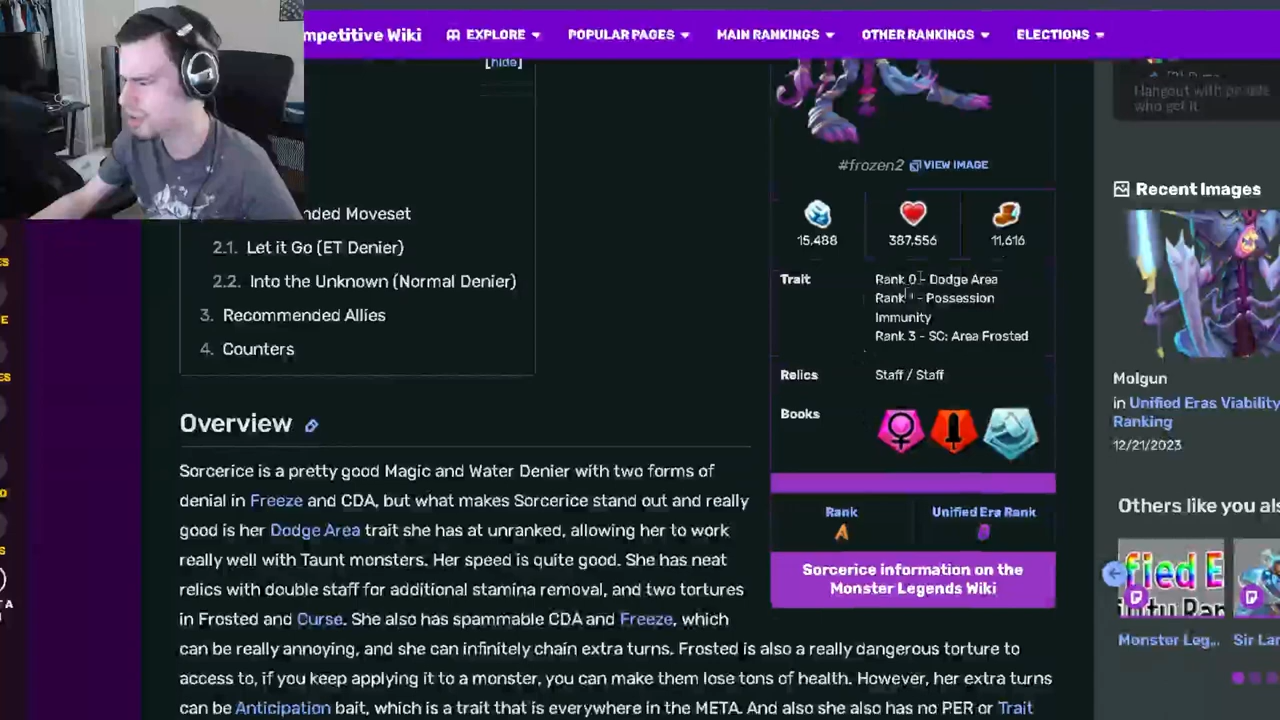 mpetitive Wiki
EXPLORE
POPULAR PAGES
MAIN RANKINGS
OTHER RANKINGS
ELECTIONS
[hide]
nded Moveset
2.1. Let it Go (ET Denier)
2.2. Into the Unknown (Normal Denier)
3. Recommended Allies
4. Counters
Overview
Sorcerice is a pretty good Magic and Water Denier with two forms of
denial in Freeze and CDA, but what makes Sorcerice stand out and really
good is her Dodge Area trait she has at unranked, allowing her to work
really well with Taunt monsters. Her speed is quite good. She has neat
relics with double staff for additional stamina removal, and two tortures
in Frosted and Curse. She also has spammable CDA and Freeze, which
can be really annoying, and she can infinitely chain extra turns. Frosted is also a really dangerous torture to
access to, if you keep applying it to a monster, you can make them lose tons of health. However, her extra turns
can be Anticipation bait, which is a trait that is everywhere in the META. And also she also has no PER or Trait
#frozen2 VIEW IMAGE
15,488
387,556
11,616
Trait
Rank 0 - Dodge Area
Rank - Possession
Immunity
Rank 3 - SC: Area Frosted
Relics
Staff / Staff
Books
Rank
A
Unified Era Rank
Sorcerice information on the
Monster Legends Wiki
Hangout with people
who get it.
Recent Images
Molgun
in Unified Eras Viability
Ranking
12/21/2023
Others like you als
fied E
Monster Leg...
Sir Lar